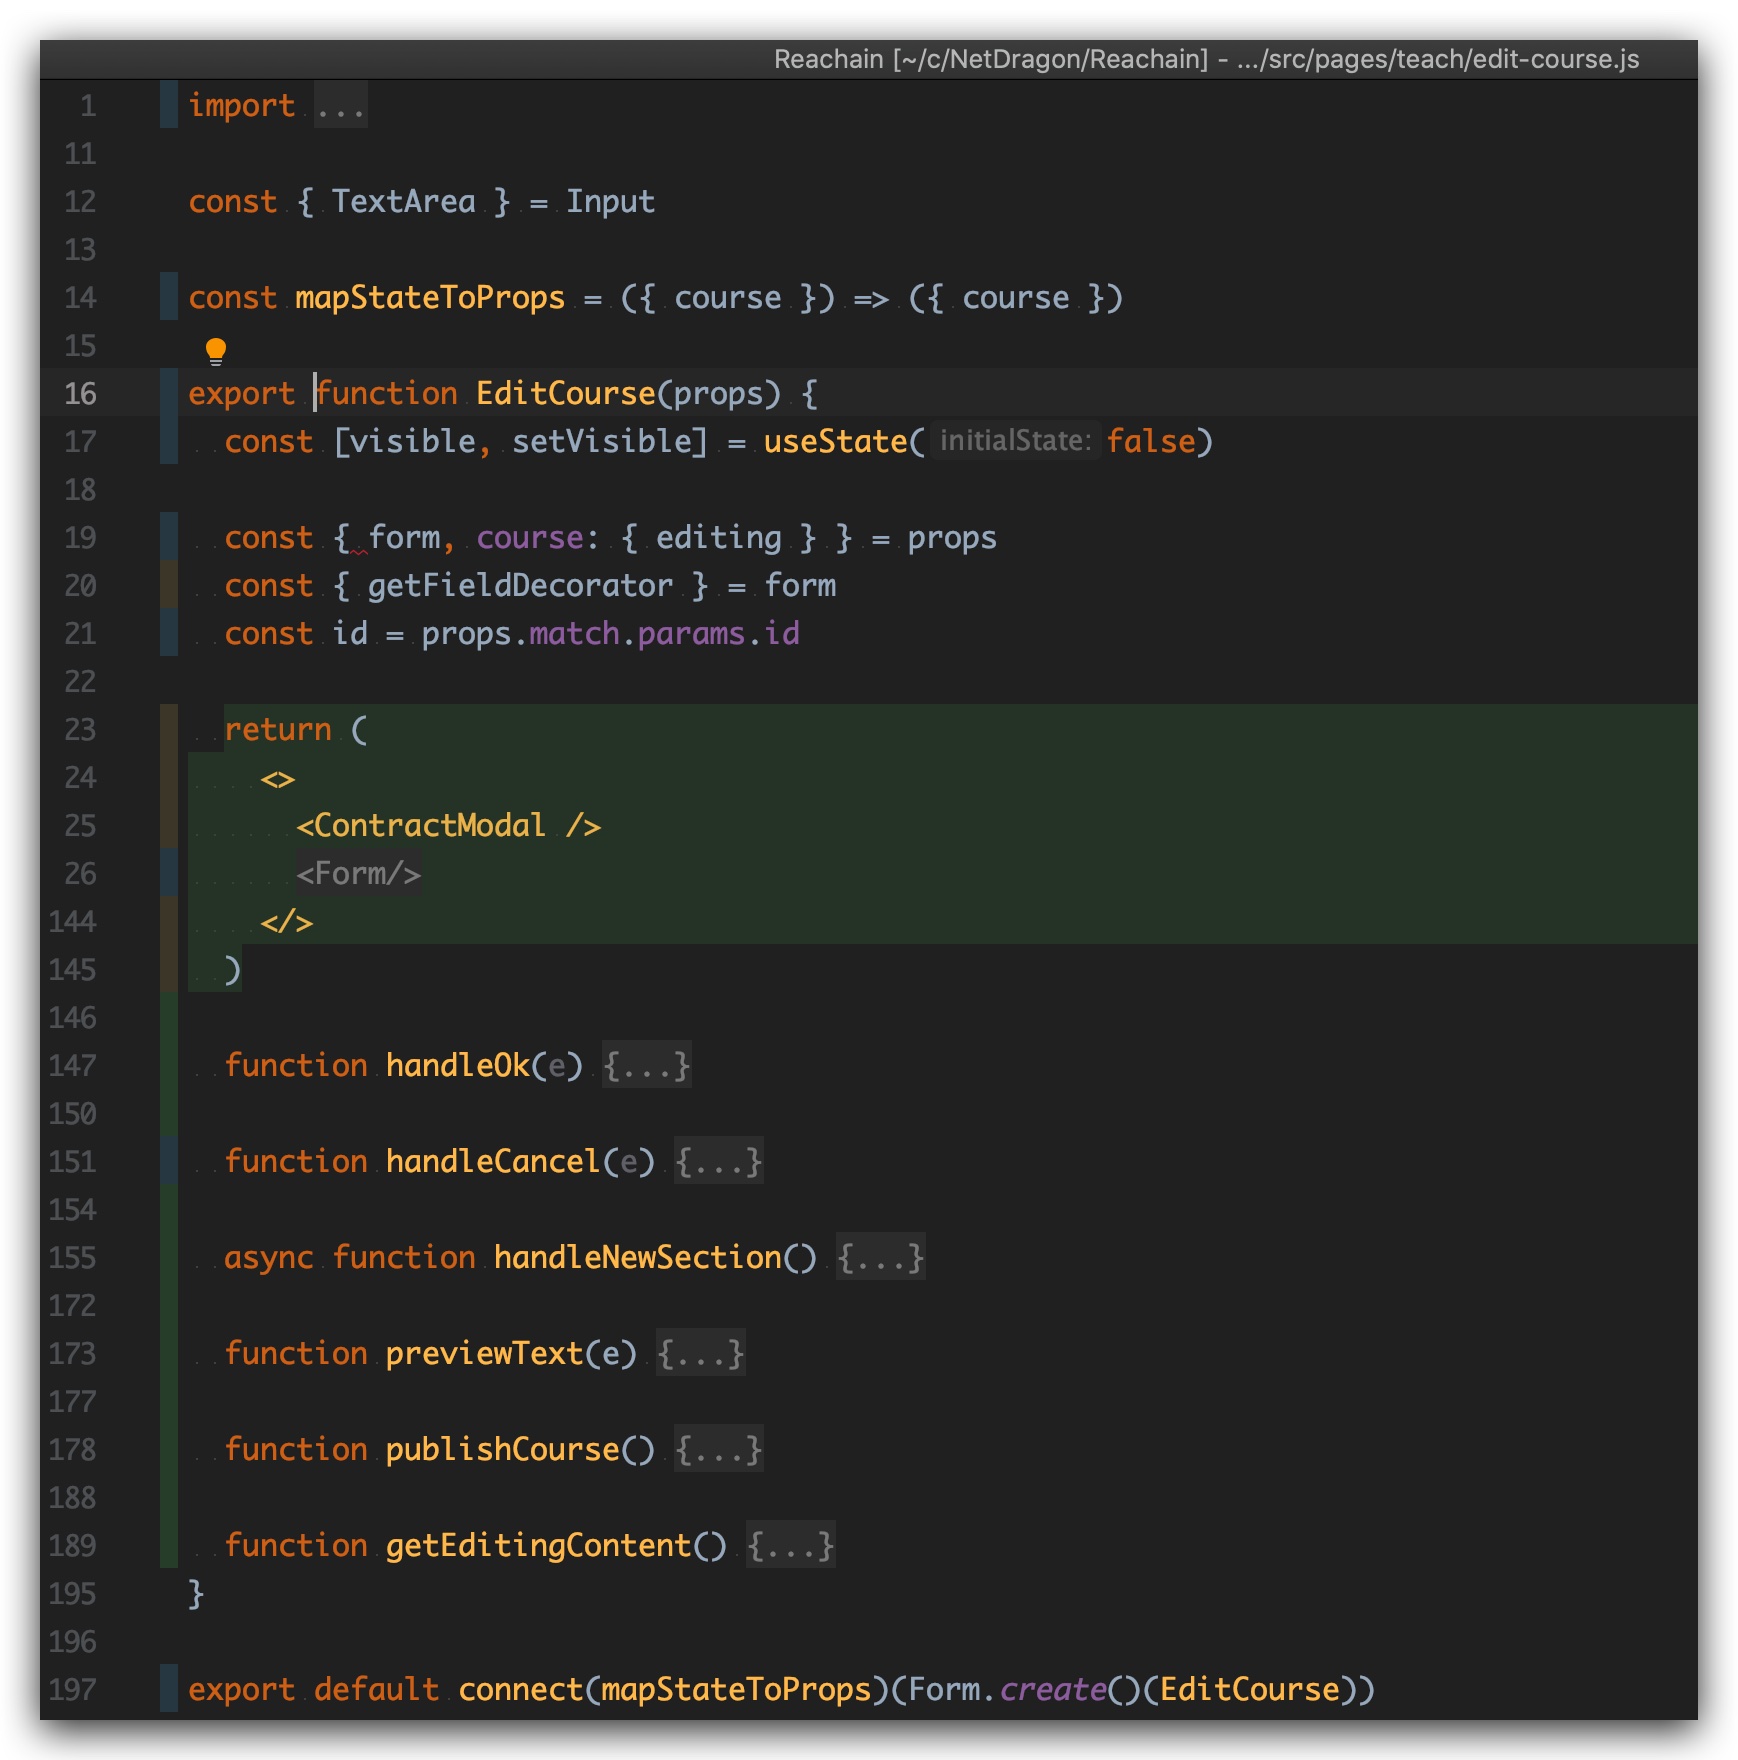 Reachain [~/c/NetDragon/Reachain] - .../src/pages/teach/edit-course.js
1 import ...
11
12 const { TextArea } = Input
13
14 const mapStateToProps = ({ course }) => ({ course })
15
16 export function EditCourse(props) {
17   const [visible, setVisible] = useState( initialState: false)
18
19   const { form, course: { editing } } = props
20   const { getFieldDecorator } = form
21   const id = props.match.params.id
22
23   return (
24     <>
25       <ContractModal />
26       <Form/>
144     </>
145   )
146
147   function handleOk(e) {...}
150
151   function handleCancel(e) {...}
154
155   async function handleNewSection() {...}
172
173   function previewText(e) {...}
177
178   function publishCourse() {...}
188
189   function getEditingContent() {...}
195 }
196
197 export default connect(mapStateToProps)(Form.create()(EditCourse))